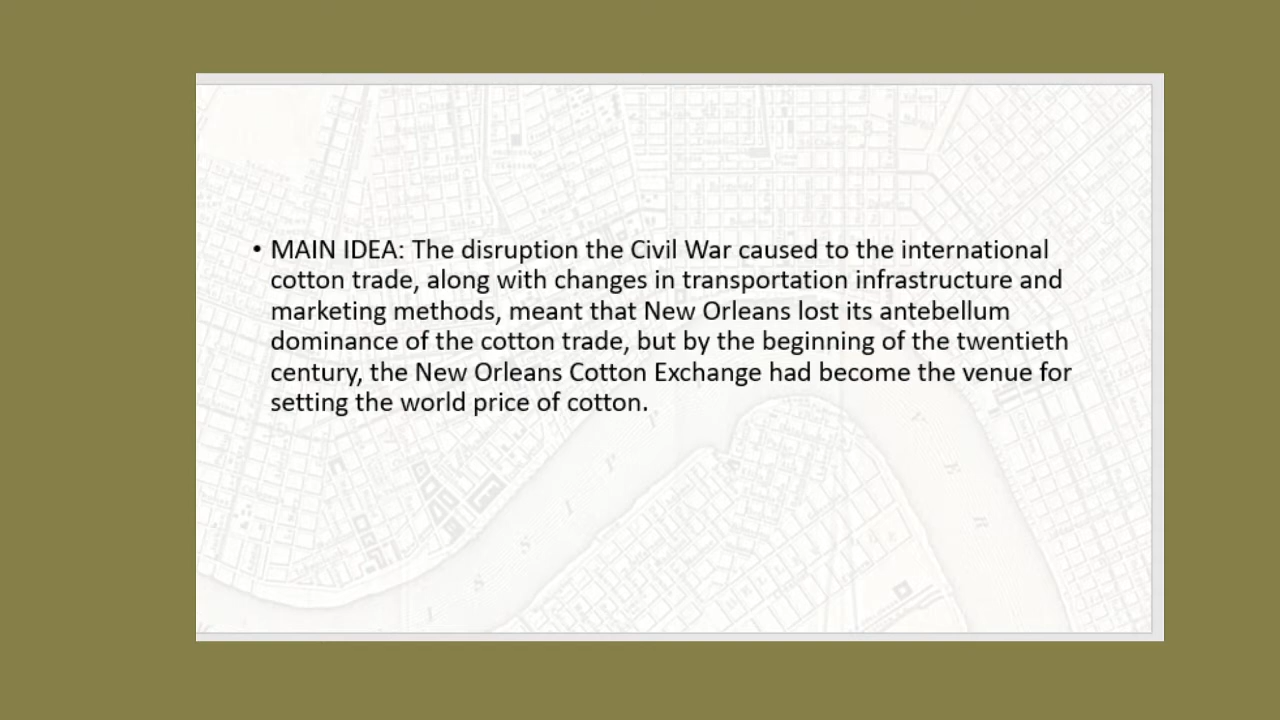 • MAIN IDEA: The disruption the Civil War caused to the international
cotton trade, along with changes in transportation infrastructure and
marketing methods, meant that New Orleans lost its antebellum
dominance of the cotton trade, but by the beginning of the twentieth
century, the New Orleans Cotton Exchange had become the venue for
setting the world price of cotton.